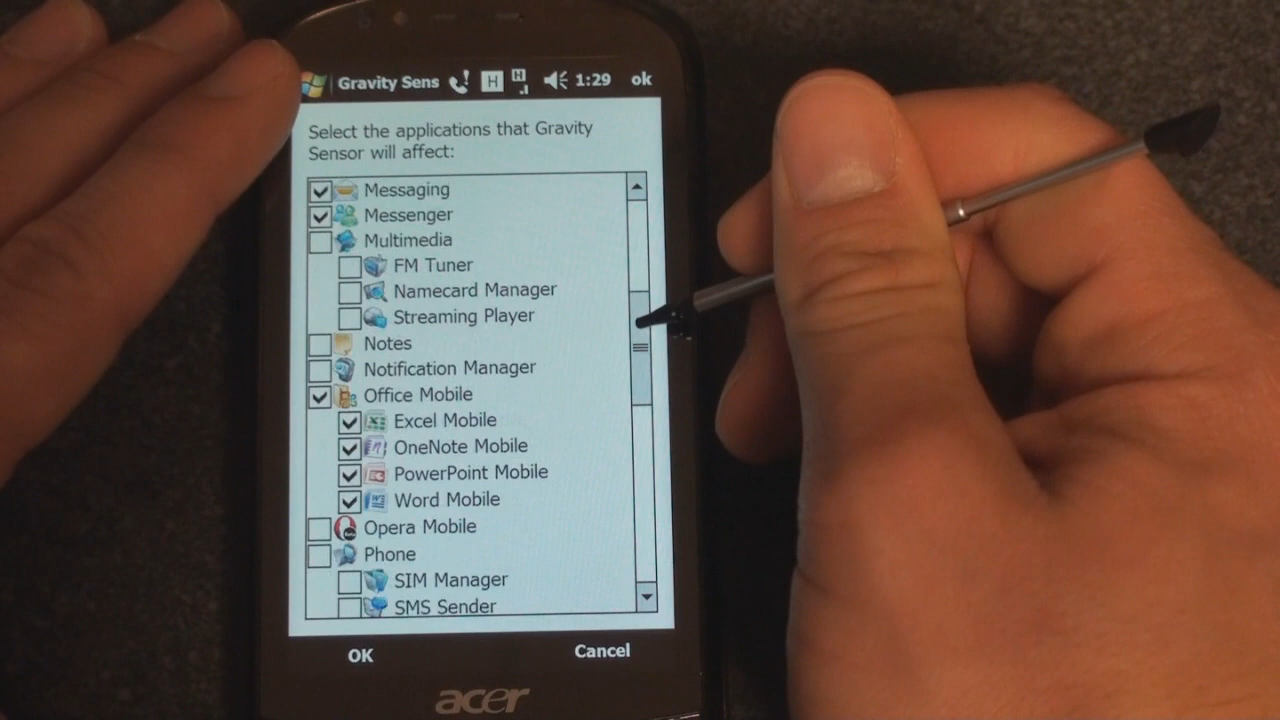 Gravity Sens H H 1:29 ok
Select the applications that Gravity
Sensor will affect:
Messaging
Messenger
Multimedia
FM Tuner
Namecard Manager
Streaming Player
Notes
Notification Manager
Office Mobile
Excel Mobile
OneNote Mobile
PowerPoint Mobile
Word Mobile
Opera Mobile
Phone
SIM Manager
SMS Sender
OK Cancel
acer